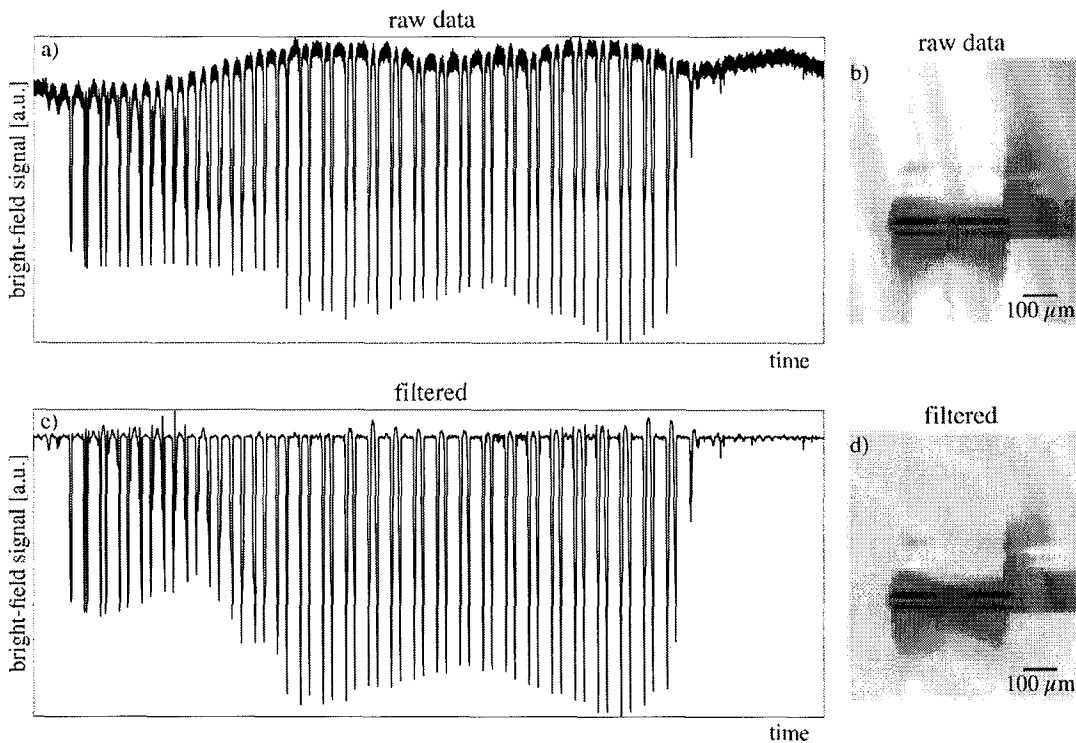 raw data
a)
bright-field signal [a.u.]
time
raw data
b)
100 µm
filtered
c)
bright-field signal [a.u.]
time
filtered
d)
100 µm